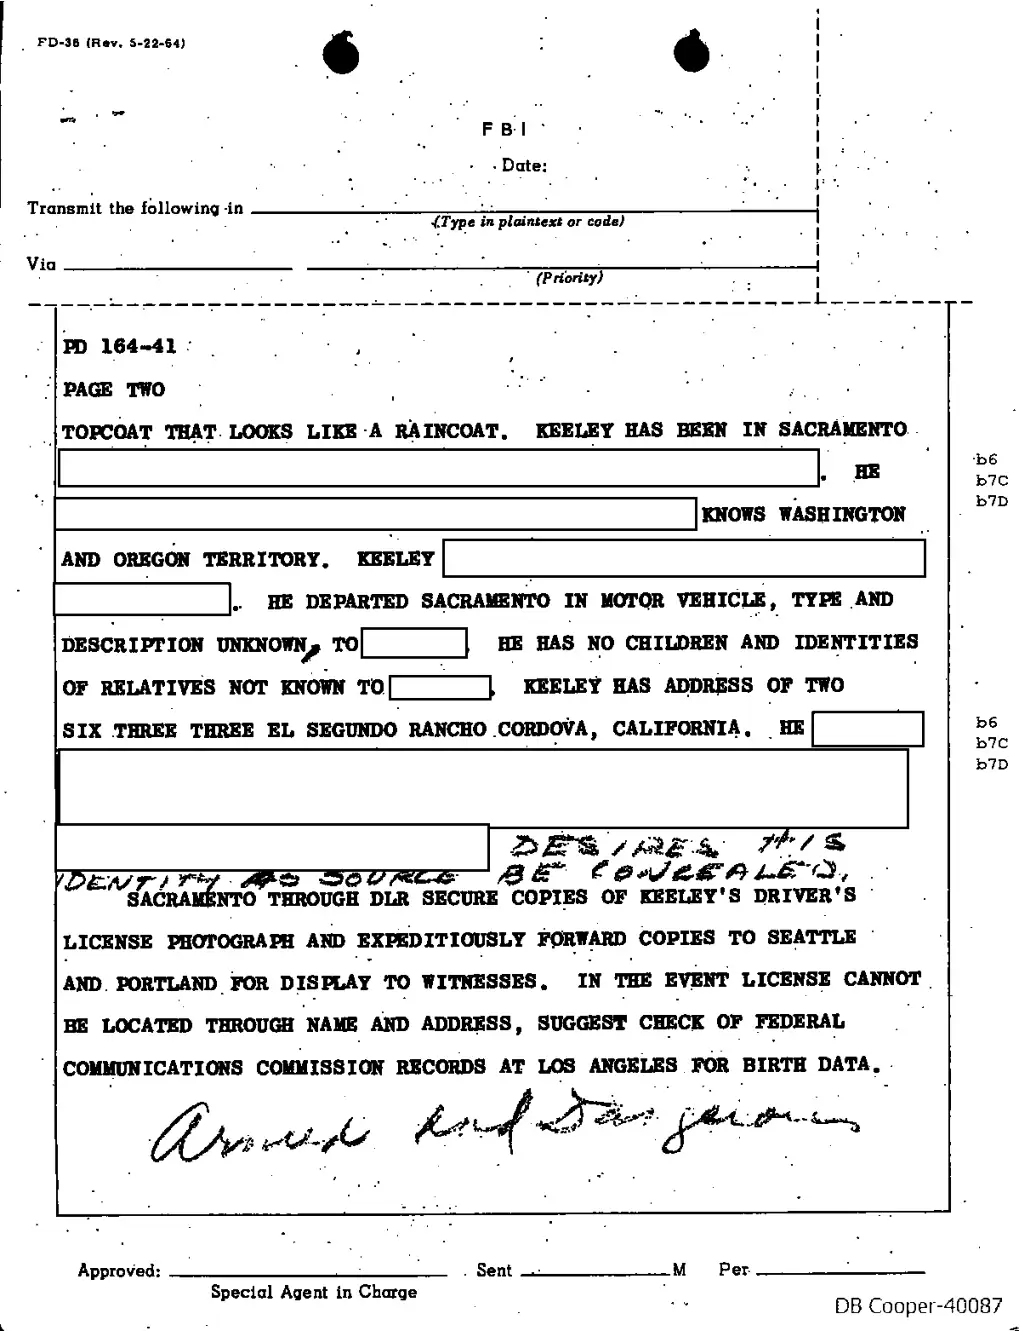 FD-36 (Rev. 5-22-64)
F B I
Date:
Transmit the following in
(Type in plaintext or code)
Via
(Priority)
PD 164-41
PAGE TWO
TOPCOAT THAT LOOKS LIKE A RAINCOAT. KEELEY HAS BEEN IN SACRAMENTO
. HE
b6
b7C
b7D
KNOWS WASHINGTON
AND OREGON TERRITORY. KEELEY
. HE DEPARTED SACRAMENTO IN MOTOR VEHICLE, TYPE AND
DESCRIPTION UNKNOWN, TO . HE HAS NO CHILDREN AND IDENTITIES
OF RELATIVES NOT KNOWN TO . KEELEY HAS ADDRESS OF TWO
SIX THREE THREE EL SEGUNDO RANCHO CORDOVA, CALIFORNIA. HE
b6
b7C
b7D
DESIRES THIS
IDENTITY AS SOURCE BE CONCEALED.
SACRAMENTO THROUGH DLR SECURE COPIES OF KEELEY'S DRIVER'S
LICENSE PHOTOGRAPH AND EXPEDITIOUSLY FORWARD COPIES TO SEATTLE
AND PORTLAND FOR DISPLAY TO WITNESSES. IN THE EVENT LICENSE CANNOT
BE LOCATED THROUGH NAME AND ADDRESS, SUGGEST CHECK OF FEDERAL
COMMUNICATIONS COMMISSION RECORDS AT LOS ANGELES FOR BIRTH DATA.
Armed and Dangerous
Approved: Sent M Per
Special Agent in Charge
DB Cooper-40087